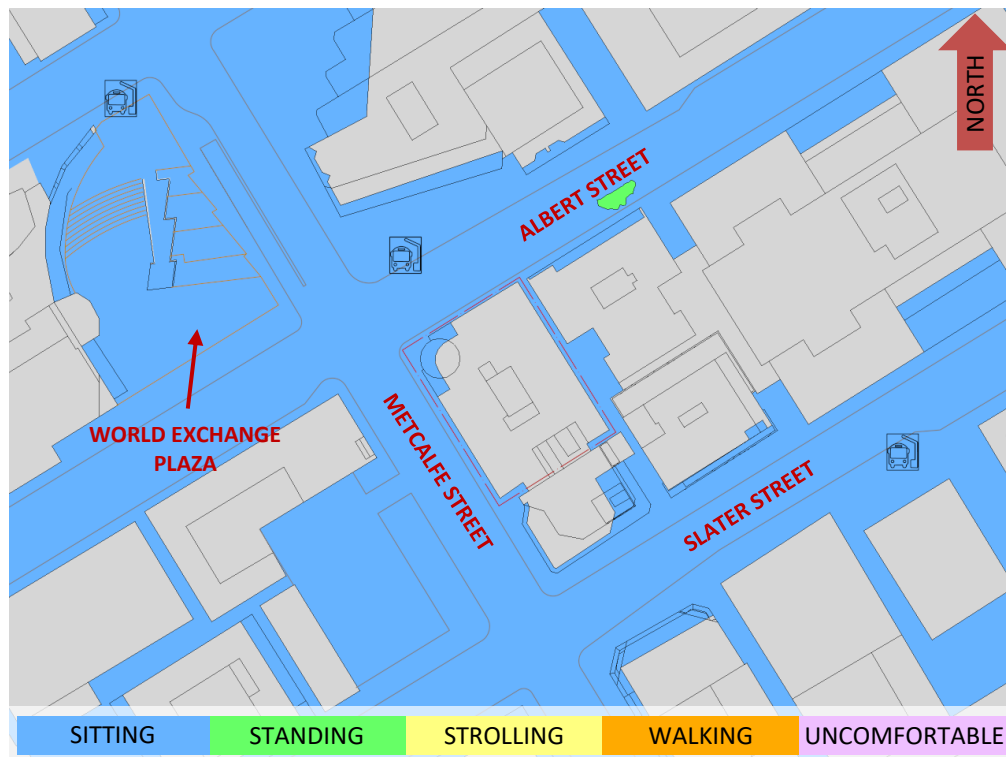 NORTH
ALBERT STREET
WORLD EXCHANGE
PLAZA
METCALFE STREET
SLATER STREET
SITTING
STANDING
STROLLING
WALKING
UNCOMFORTABLE